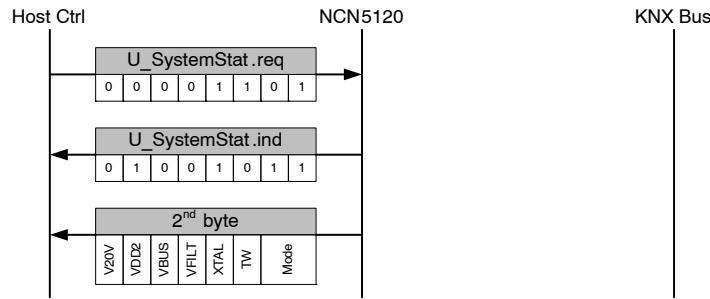 Host Ctrl NCN5120 KNX Bus
U_SystemStat.req
0 0 0 0 1 1 0 1
U_SystemStat.ind
0 1 0 0 1 0 1 1
2nd byte
V20V VDD2 VBUS VFILT XTAL TW Mode